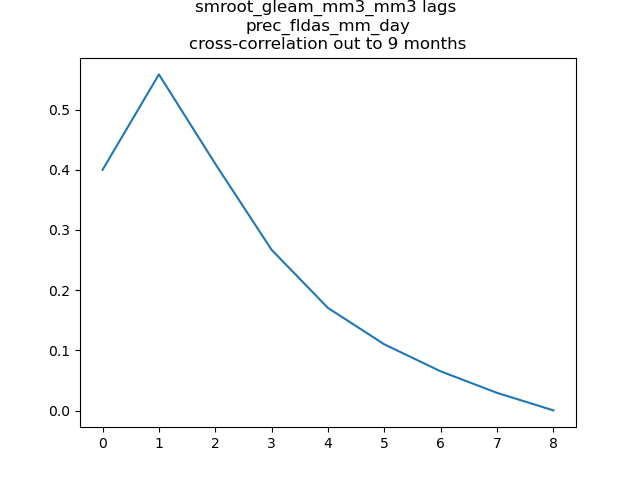 smroot_gleam_mm3_mm3 lags
prec_fldas_mm_day
cross-correlation out to 9 months
0.5
0.4
0.3
0.2
0.1
0.0
0 1 2 3 4 5 6 7 8